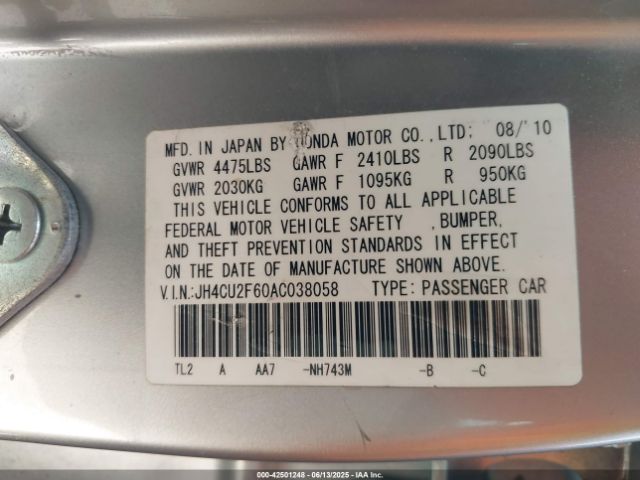 MFD. IN JAPAN BY HONDA MOTOR CO.,LTD: 08/'10
GVWR 4475LBS GAWR F 2410LBS R 2090LBS
GVWR 2030KG GAWR F 1095KG R 950KG
THIS VEHICLE CONFORMS TO ALL APPLICABLE
FEDERAL MOTOR VEHICLE SAFETY ,BUMPER,
AND THEFT PREVENTION STANDARDS IN EFFECT
ON THE DATE OF MANUFACTURE SHOWN ABOVE.
V.I.N.:JH4CU2F60AC038058 TYPE: PASSENGER CAR
TL2 A AA7 -NH743M -B -C
000-42501248 - 06/13/2025 - IAA Inc.